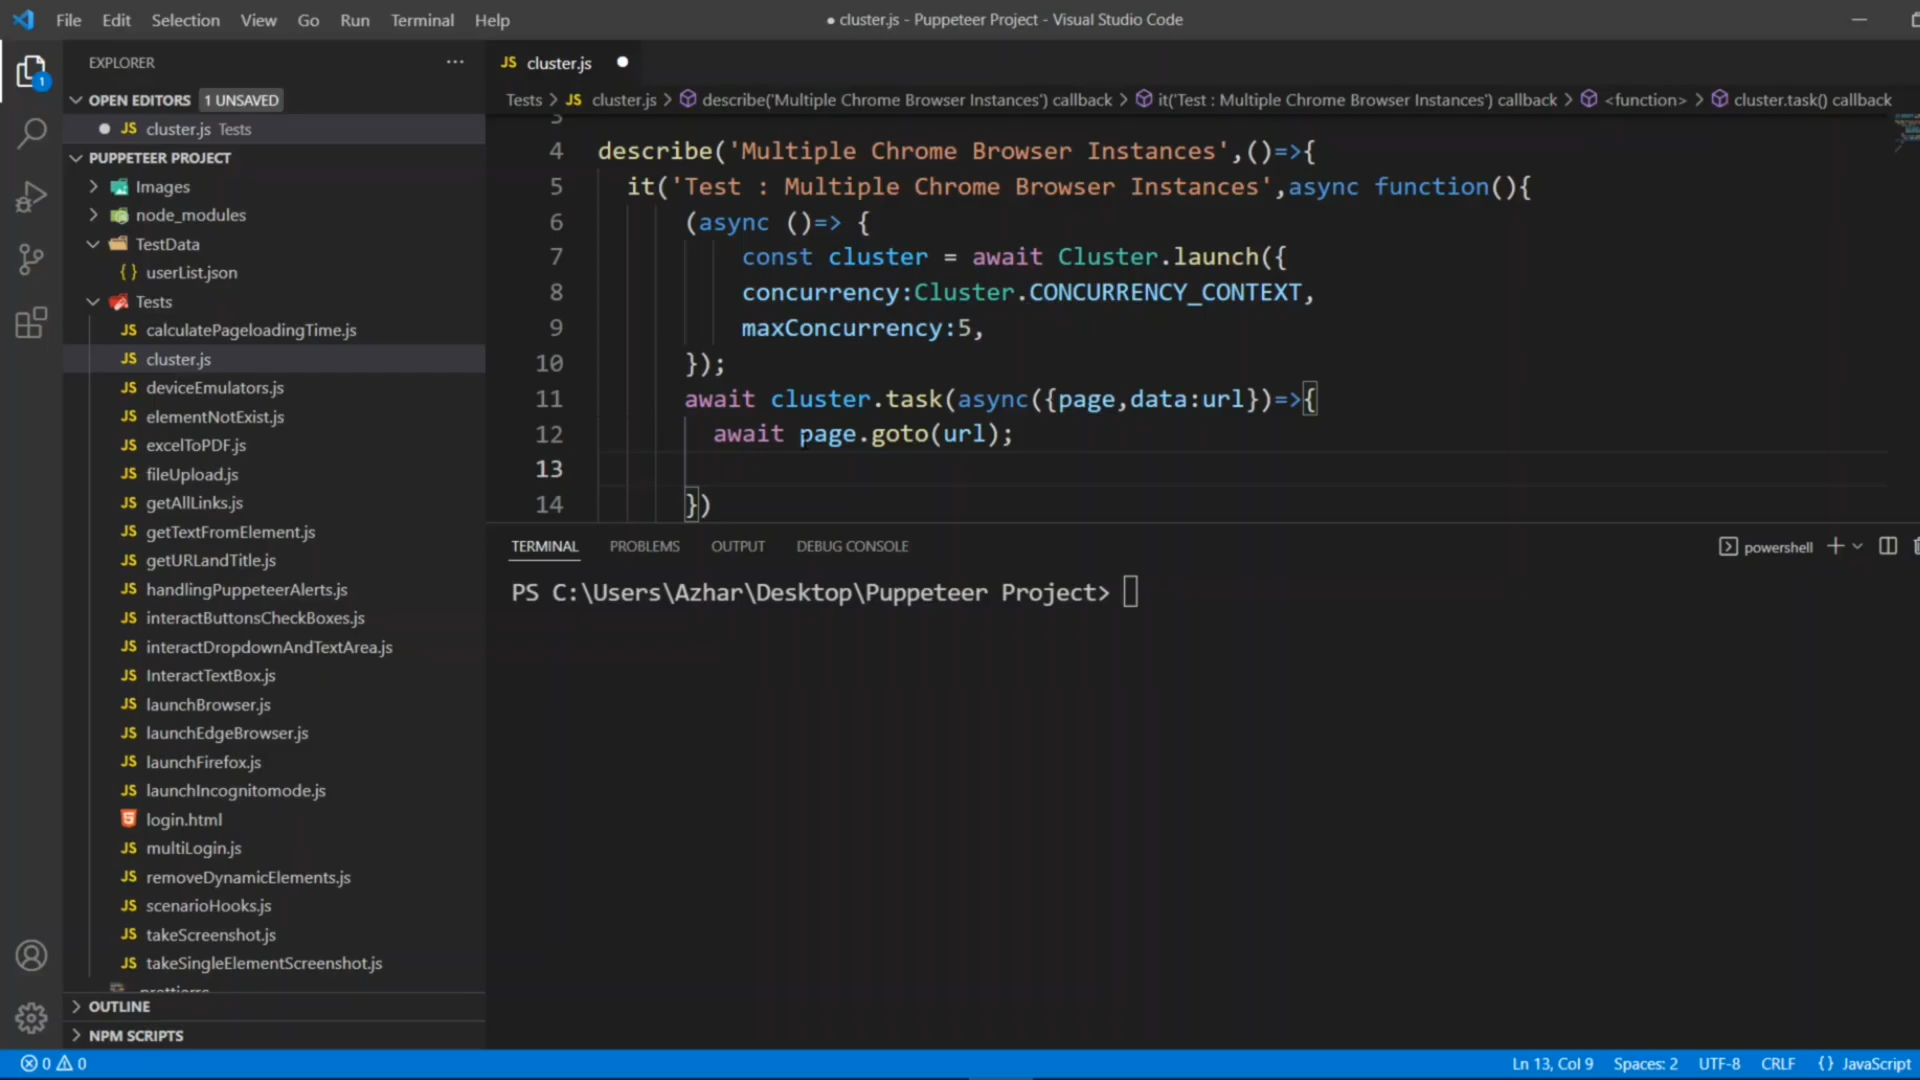 File Edit Selection View Go Run Terminal Help
● cluster.js - Puppeteer Project - Visual Studio Code
EXPLORER
OPEN EDITORS 1 UNSAVED
JS cluster.js Tests
PUPPETEER PROJECT
Images
node_modules
TestData
{ } userList.json
Tests
JS calculatePageloadingTime.js
JS cluster.js
JS deviceEmulators.js
JS elementNotExist.js
JS excelToPDF.js
JS fileUpload.js
JS getAllLinks.js
JS getTextFromElement.js
JS getURLandTitle.js
JS handlingPuppeteerAlerts.js
JS interactButtonsCheckBoxes.js
JS interactDropdownAndTextArea.js
JS InteractTextBox.js
JS launchBrowser.js
JS launchEdgeBrowser.js
JS launchFirefox.js
JS launchIncognitomode.js
5 login.html
JS multiLogin.js
JS removeDynamicElements.js
JS scenarioHooks.js
JS takeScreenshot.js
JS takeSingleElementScreenshot.js
OUTLINE
NPM SCRIPTS
1
JS cluster.js
Tests > JS cluster.js > describe('Multiple Chrome Browser Instances') callback > it('Test : Multiple Chrome Browser Instances') callback > <function> > cluster.task() callback
3
4 describe('Multiple Chrome Browser Instances',()=>{
5 it('Test : Multiple Chrome Browser Instances',async function(){
6 (async ()=> {
7 const cluster = await Cluster.launch({
8 concurrency:Cluster.CONCURRENCY_CONTEXT,
9 maxConcurrency:5,
10 });
11 await cluster.task(async({page,data:url})=>{
12 await page.goto(url);
13
14 })
TERMINAL PROBLEMS OUTPUT DEBUG CONSOLE
powershell
PS C:\Users\Azhar\Desktop\Puppeteer Project>
0 0
Ln 13, Col 9 Spaces: 2 UTF-8 CRLF { } JavaScript